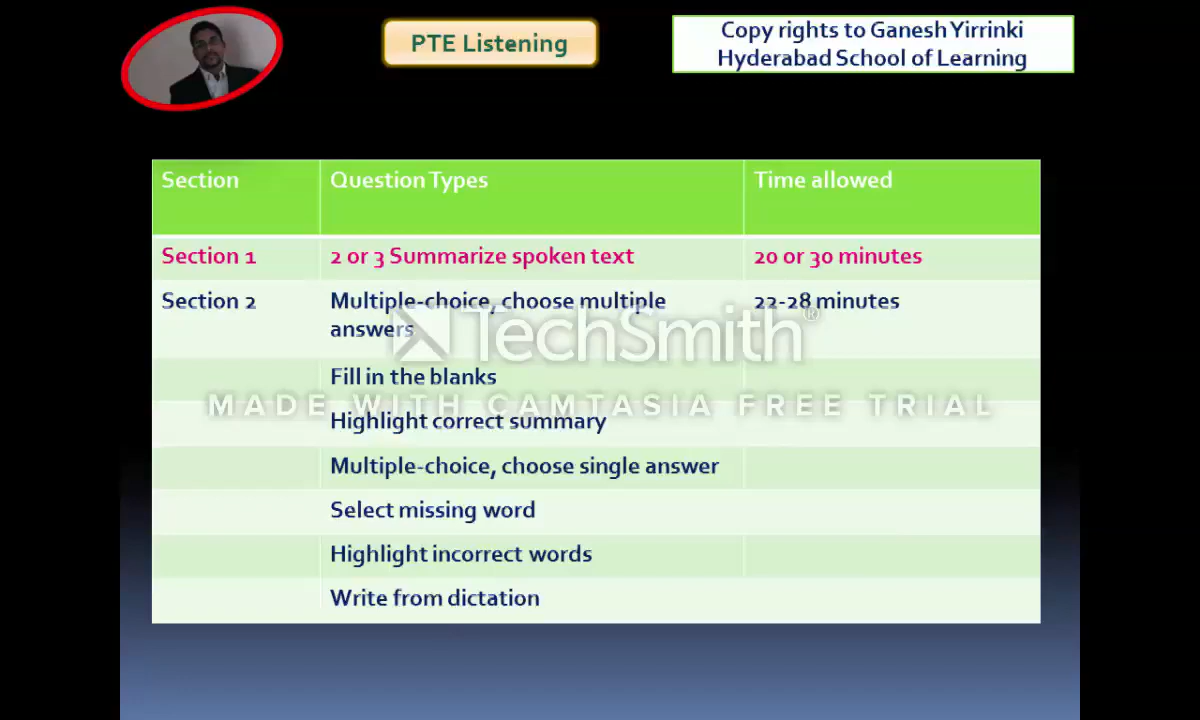 PTE Listening
Copy rights to Ganesh Yirrinki
Hyderabad School of Learning
Section Question Types Time allowed
Section 1 2 or 3 Summarize spoken text 20 or 30 minutes
Section 2 Multiple-choice, choose multiple 22-28 minutes
answers
TechSmith®
Fill in the blanks
MADE WITH CAMTASIA FREE TRIAL
Highlight correct summary
Multiple-choice, choose single answer
Select missing word
Highlight incorrect words
Write from dictation